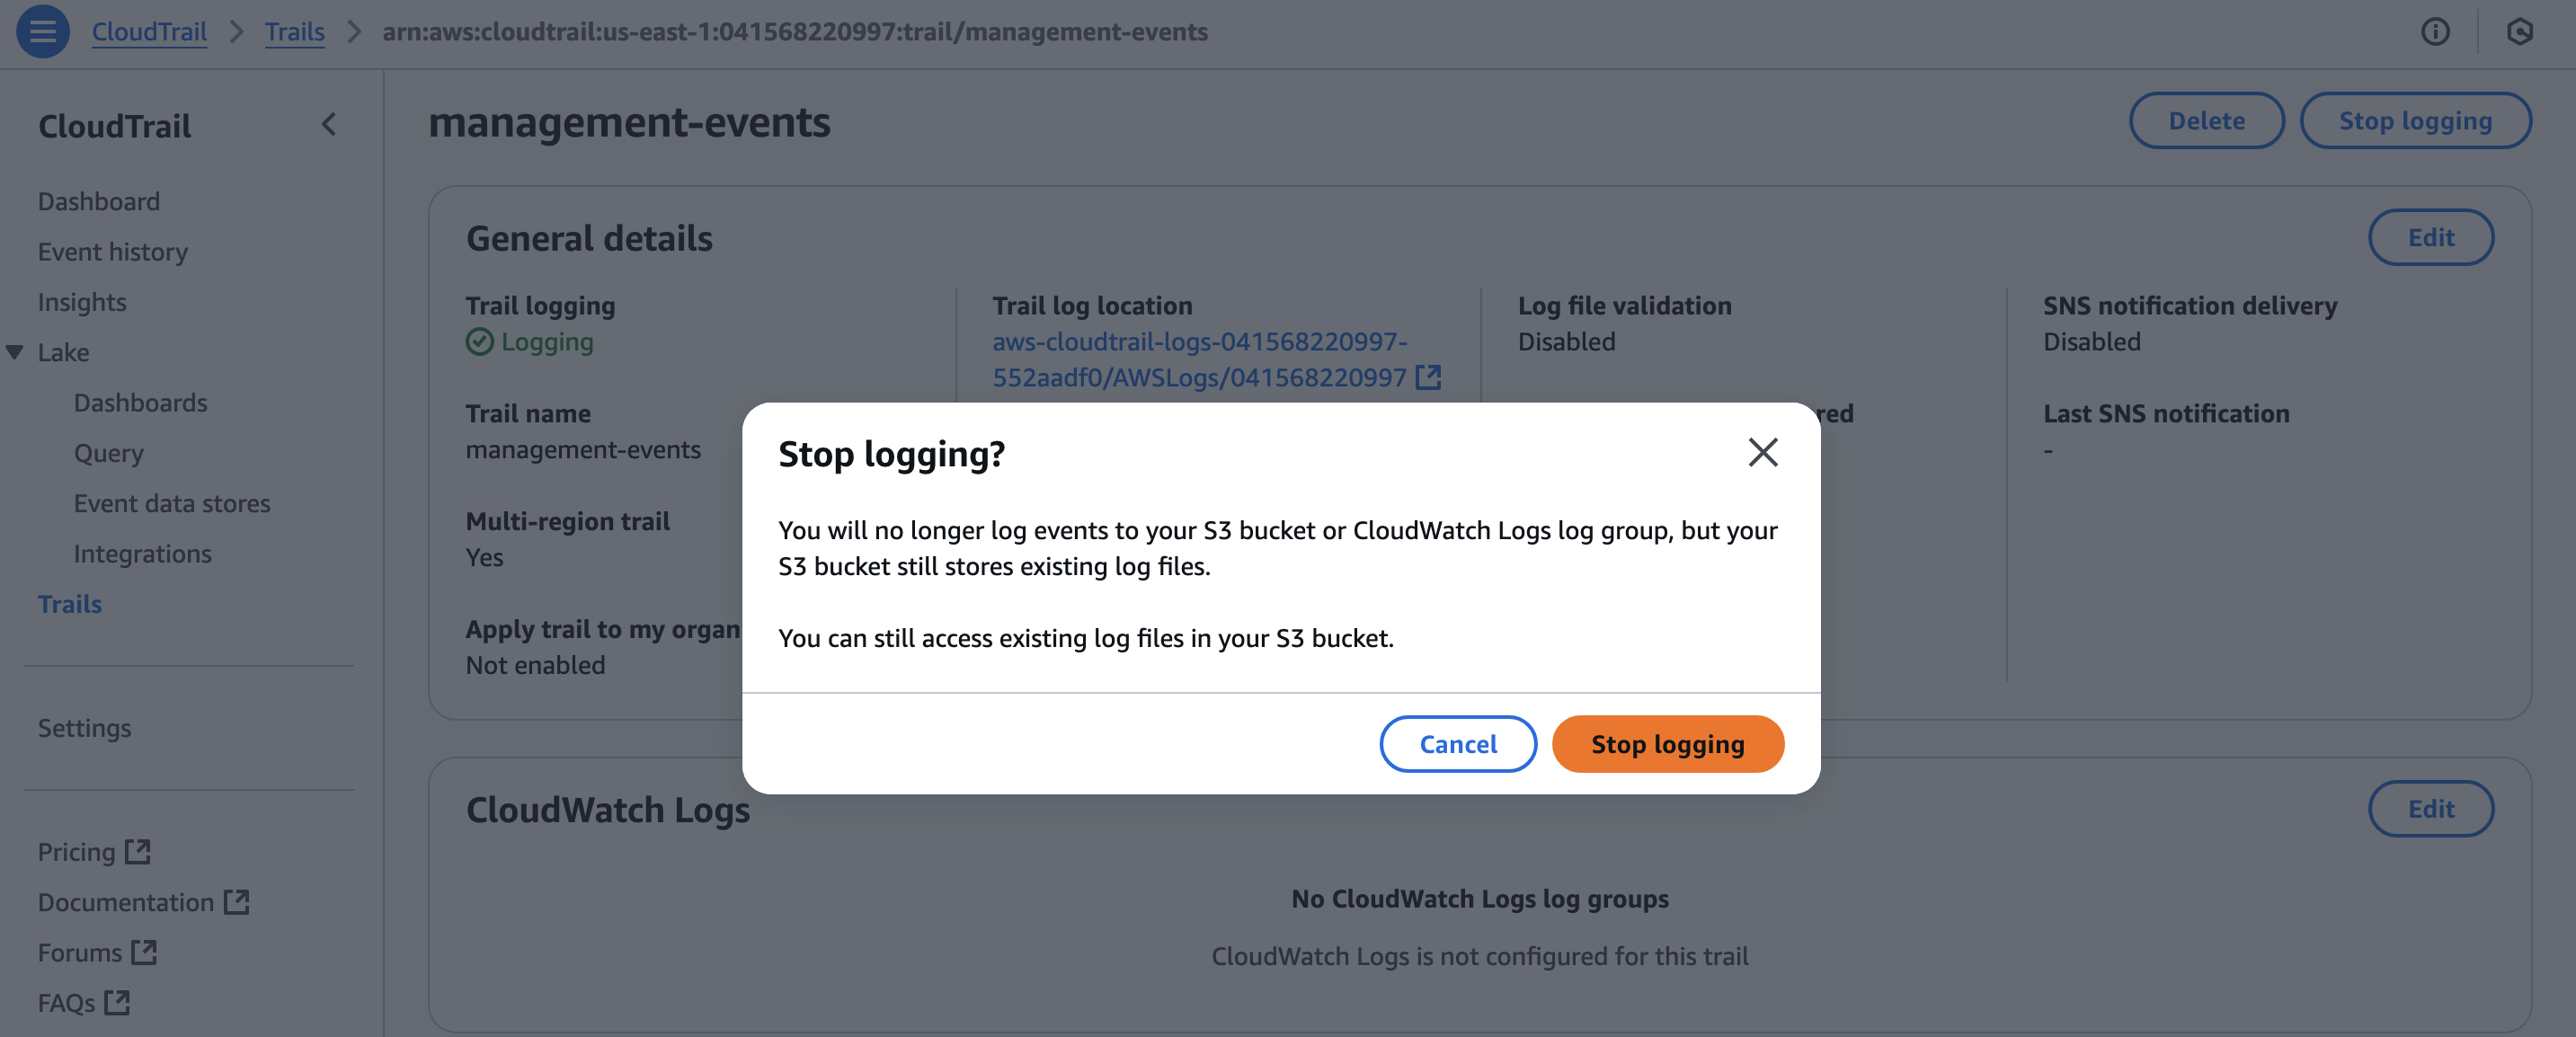 CloudTrail > Trails > arn:aws:cloudtrail:us-east-1:041568220997:trail/management-events
CloudTrail
Dashboard
Event history
Insights
Lake
Dashboards
Query
Event data stores
Integrations
Trails
Settings
Pricing
Documentation
Forums
FAQs
management-events
Delete
Stop logging
General details
Edit
Trail logging
Logging
Trail name
management-events
Multi-region trail
Yes
Apply trail to my organ
Not enabled
Trail log location
aws-cloudtrail-logs-041568220997-
552aadf0/AWSLogs/041568220997
Log file validation
Disabled
red
SNS notification delivery
Disabled
Last SNS notification
-
Stop logging?
You will no longer log events to your S3 bucket or CloudWatch Logs log group, but your
S3 bucket still stores existing log files.
You can still access existing log files in your S3 bucket.
Cancel
Stop logging
CloudWatch Logs
Edit
No CloudWatch Logs log groups
CloudWatch Logs is not configured for this trail